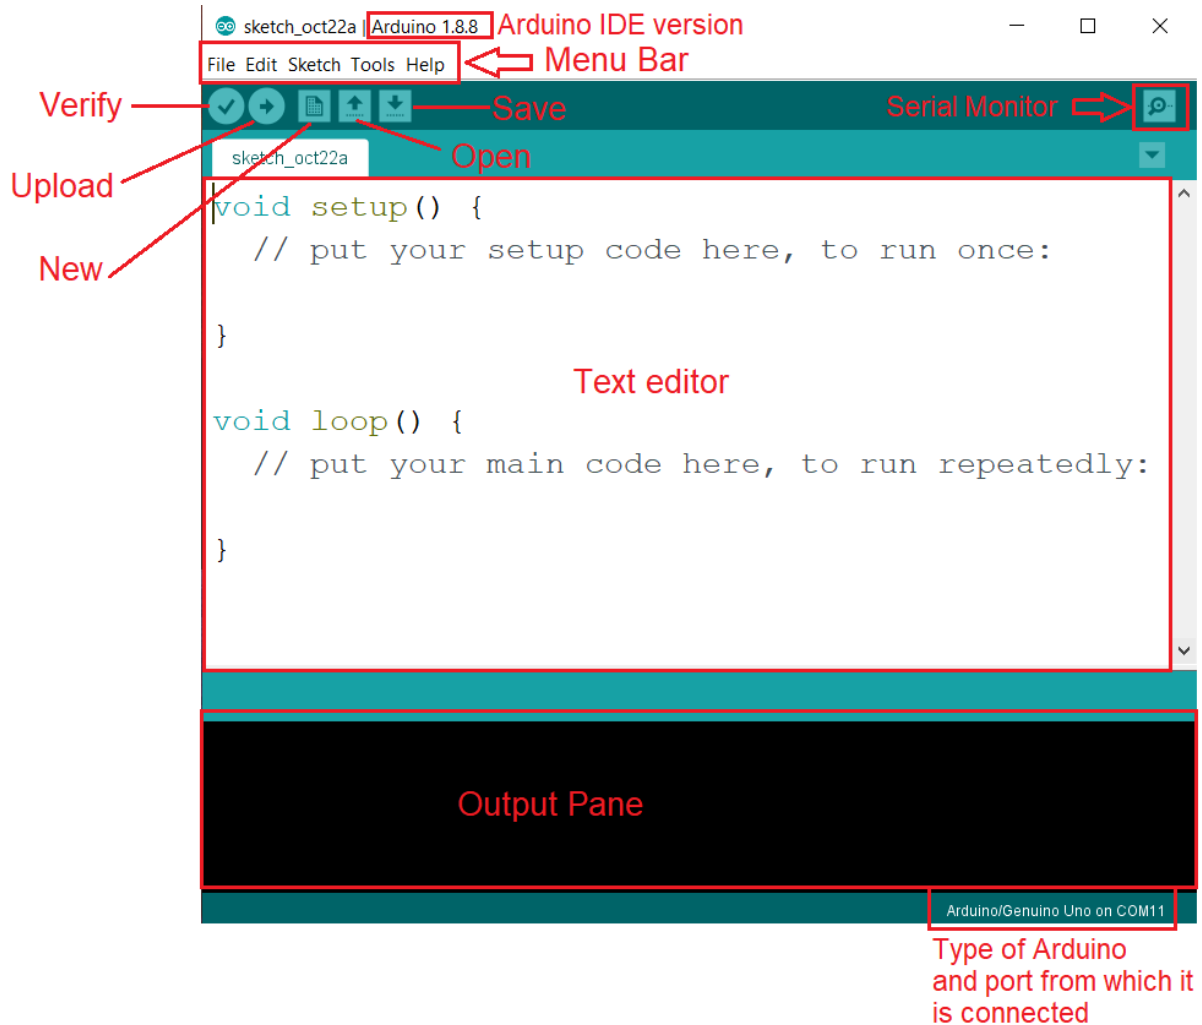 sketch_oct22a | Arduino 1.8.8 Arduino IDE version
File Edit Sketch Tools Help Menu Bar
Verify
Save
Serial Monitor
sketch_oct22a
Open
Upload
New
void setup() {
// put your setup code here, to run once:
}
Text editor
void loop() {
// put your main code here, to run repeatedly:
}
Output Pane
Arduino/Genuino Uno on COM11
Type of Arduino
and port from which it
is connected